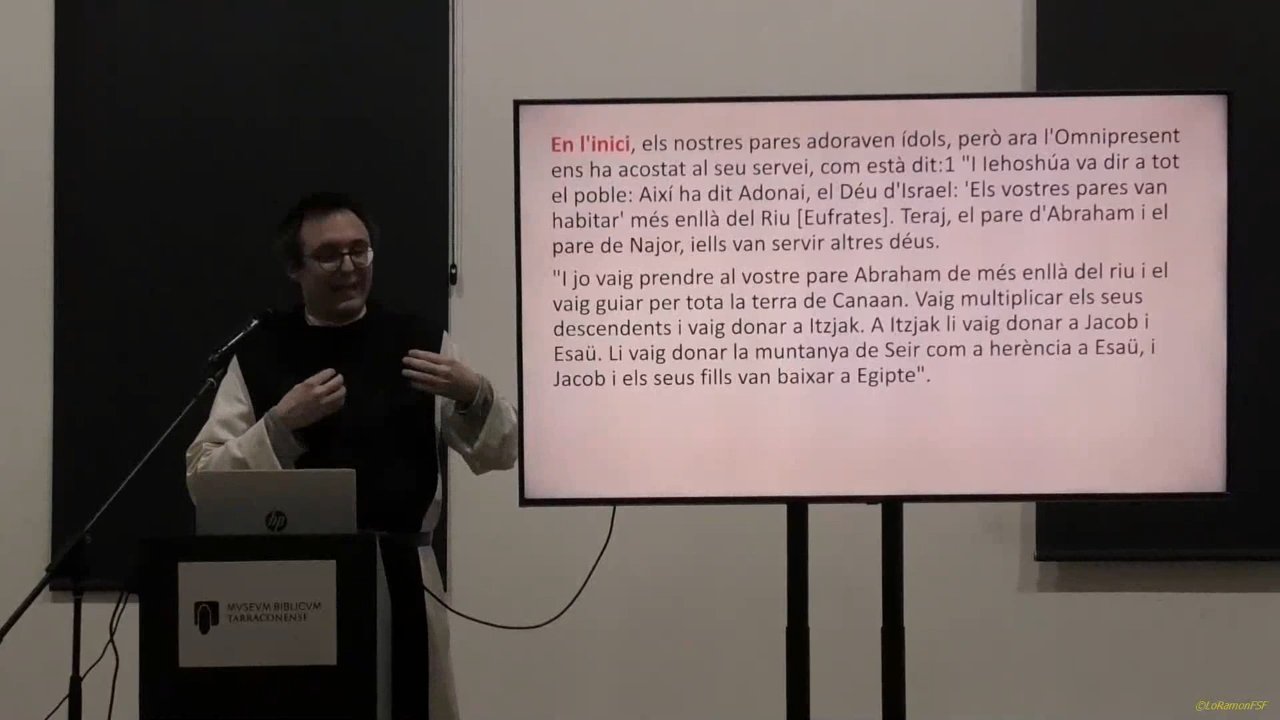 En l'inici, els nostres pares adoraven ídols, però ara l'Omnipresent
ens ha acostat al seu servei, com està dit:1 "I Iehoshúa va dir a tot
el poble: Així ha dit Adonai, el Déu d'Israel: 'Els vostres pares van
habitar' més enllà del Riu [Eufrates]. Teraj, el pare d'Abraham i el
pare de Najor, iells van servir altres déus.
"I jo vaig prendre al vostre pare Abraham de més enllà del riu i el
vaig guiar per tota la terra de Canaan. Vaig multiplicar els seus
descendents i vaig donar a Itzjak. A Itzjak li vaig donar a Jacob i
Esaü. Li vaig donar la muntanya de Seir com a herència a Esaü, i
Jacob i els seus fills van baixar a Egipte".
hp
MVSEVM BIBLICVM
TARRACONENSE
©LoRamonFSF